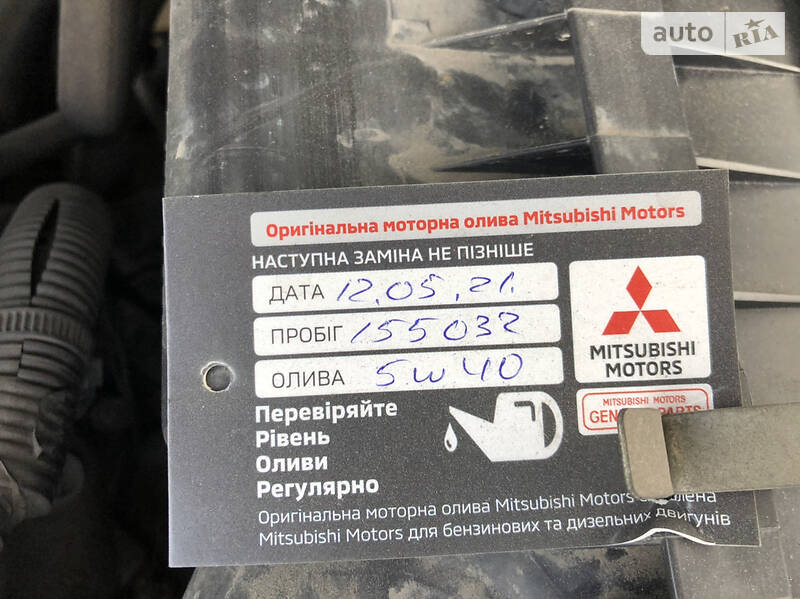 auto RIA
Оригінальна моторна олива Mitsubishi Motors
НАСТУПНА ЗАМІНА НЕ ПІЗНІШЕ
ДАТА 12.05.21.
ПРОБІГ 155032
ОЛИВА 5w40
MITSUBISHI
MOTORS
MITSUBISHI MOTORS
Перевіряйте
Рівень
Оливи
Регулярно
Оригінальна моторна олива Mitsubishi Motors
Mitsubishi Motors для бензинових та дизельних двигунів